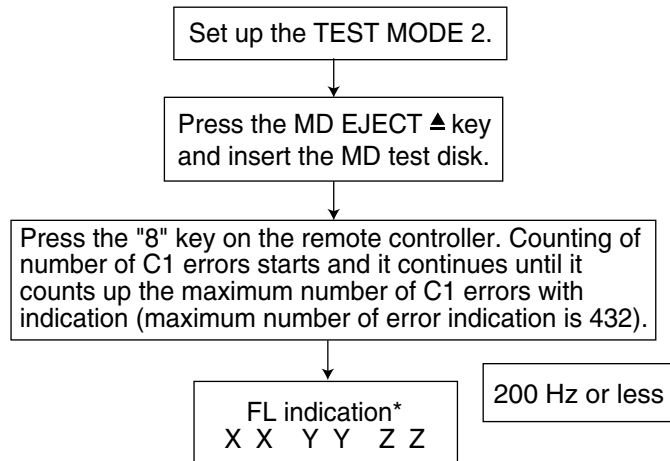 Set up the TEST MODE 2.
Press the MD EJECT ≜ key
and insert the MD test disk.
Press the "8" key on the remote controller. Counting of
number of C1 errors starts and it continues until it
counts up the maximum number of C1 errors with
indication (maximum number of error indication is 432).
FL indication*
X X Y Y Z Z
200 Hz or less